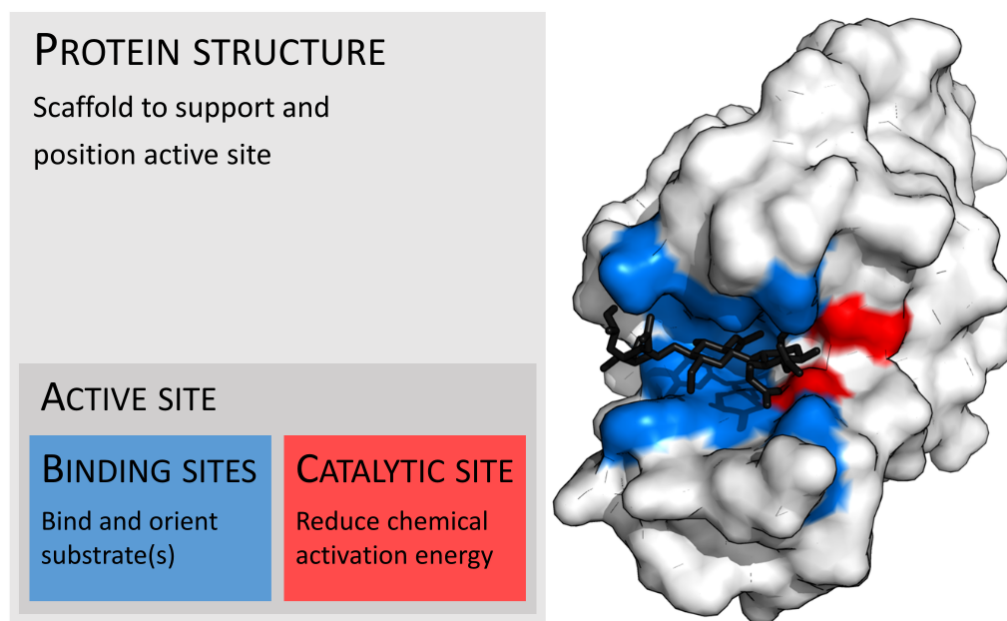 PROTEIN STRUCTURE
Scaffold to support and
position active site
ACTIVE SITE
BINDING SITES
Bind and orient
substrate(s)
CATALYTIC SITE
Reduce chemical
activation energy